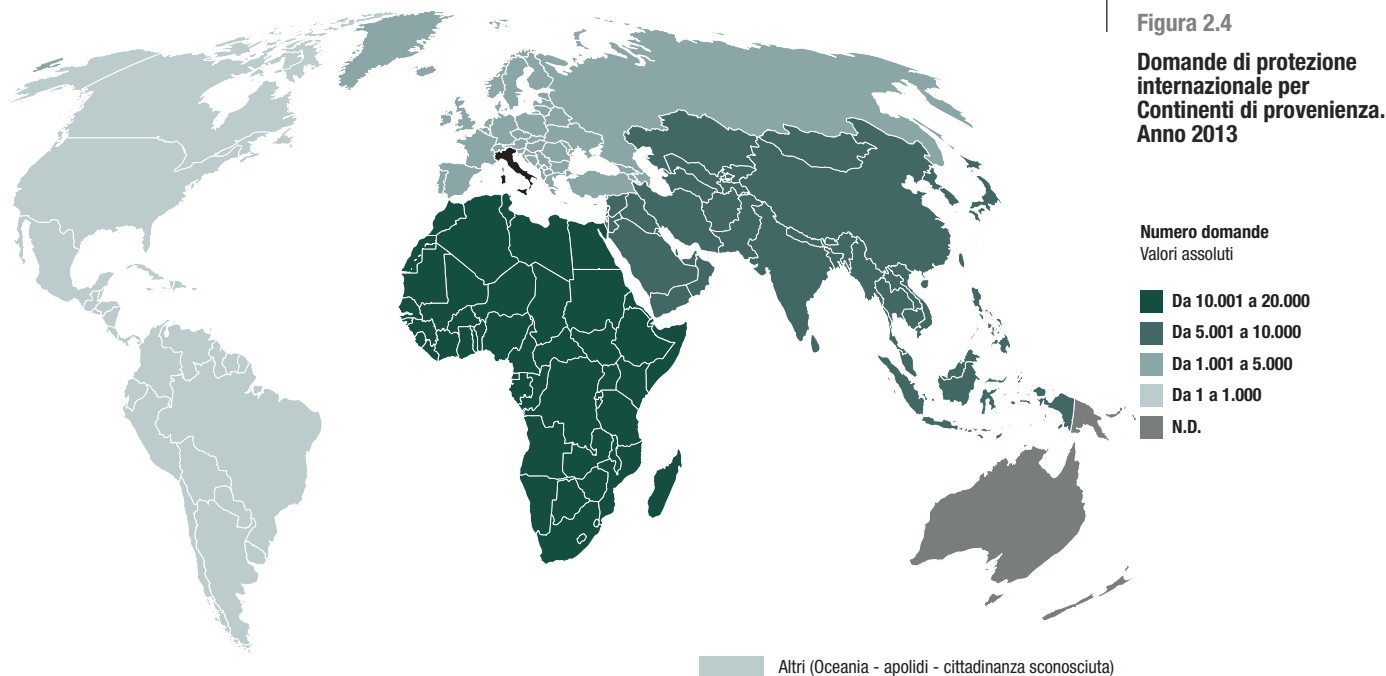 Figura 2.4
Domande di protezione
internazionale per
Continenti di provenienza.
Anno 2013
Numero domande
Valori assoluti
Da 10.001 a 20.000
Da 5.001 a 10.000
Da 1.001 a 5.000
Da 1 a 1.000
N.D.
Altri (Oceania - apolidi - cittadinanza sconosciuta)